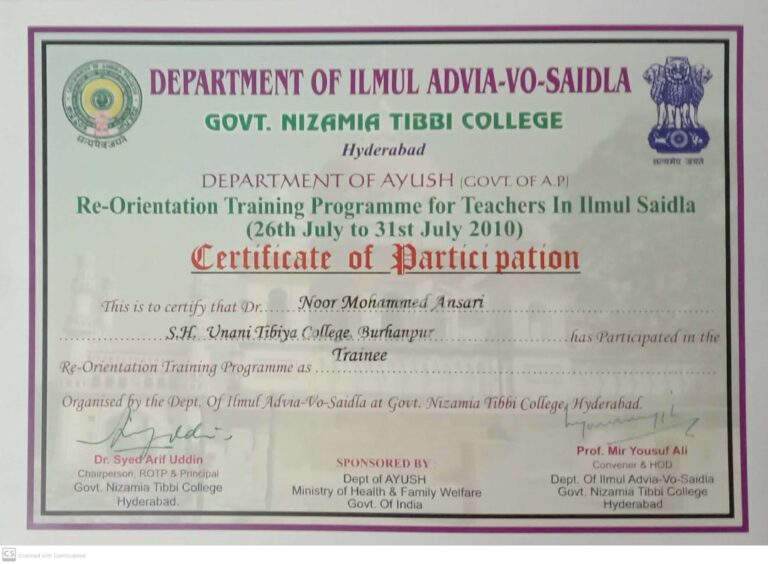 DEPARTMENT OF ILMUL ADVIA-VO-SAIDLA
GOVT. NIZAMIA TIBBI COLLEGE
Hyderabad
सत्यमेव जयते
DEPARTMENT OF AYUSH (GOVT. OF A.P)
Re-Orientation Training Programme for Teachers In Ilmul Saidla
(26th July to 31st July 2010)
Certificate of Participation
This is to certify that Dr. Noor Mohammed Ansari
S.H. Unani Tibiya College, Burhanpur has Participated in the
Re-Orientation Training Programme as Trainee
Organised by the Dept. Of Ilmul Advia-Vo-Saidla at Govt. Nizamia Tibbi College, Hyderabad.
Dr. Syed Arif Uddin
Chairperson, ROTP & Principal
Govt. Nizamia Tibbi College
Hyderabad.
SPONSORED BY
Dept of AYUSH
Ministry of Health & Family Welfare
Govt. Of India
Prof. Mir Yousuf Ali
Convener & HOD
Dept. Of Ilmul Advia-Vo-Saidla
Govt. Nizamia Tibbi College
Hyderabad
CS Scanned with CamScanner